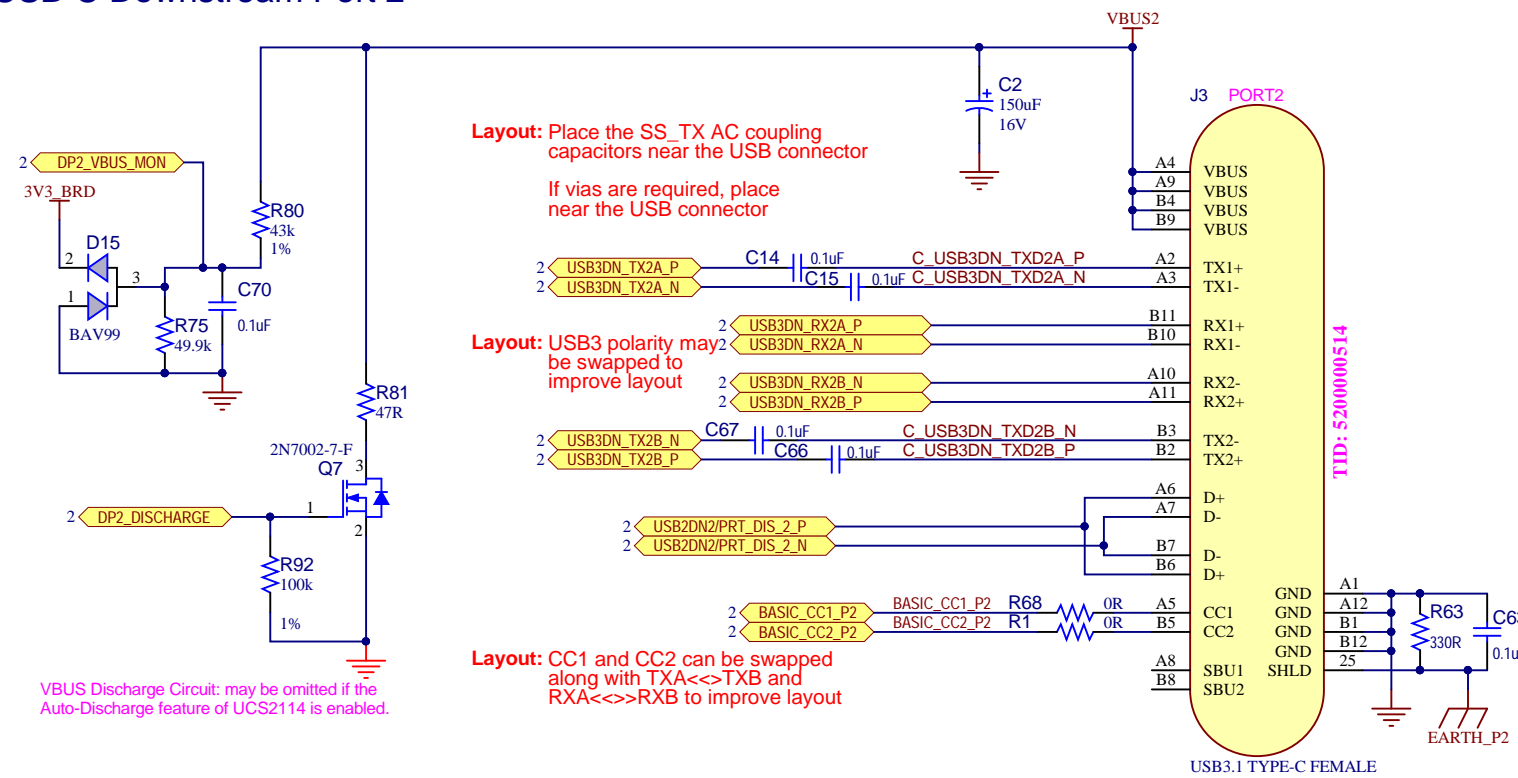 VBUS2
C2
150uF
16V
J3 PORT2
Layout: Place the SS_TX AC coupling
capacitors near the USB connector
If vias are required, place
near the USB connector
2 DP2_VBUS_MON
3V3_BRD
R80
43k
1%
D15
2
3
1
BAV99
C70
0.1uF
R75
49.9k
A4 VBUS
A9 VBUS
B4 VBUS
B9 VBUS
2 USB3DN_TX2A_P C14 0.1uF C_USB3DN_TXD2A_P A2 TX1+
2 USB3DN_TX2A_N C15 0.1uF C_USB3DN_TXD2A_N A3 TX1-
2 USB3DN_RX2A_P B11 RX1+
2 USB3DN_RX2A_N B10 RX1-
Layout: USB3 polarity may
be swapped to
improve layout
2 USB3DN_RX2B_N A10 RX2-
2 USB3DN_RX2B_P A11 RX2+
R81
47R
2 USB3DN_TX2B_N C67 0.1uF C_USB3DN_TXD2B_N B3 TX2-
2 USB3DN_TX2B_P C66 0.1uF C_USB3DN_TXD2B_P B2 TX2+
TID: 5200000514
2N7002-7-F
Q7
3
1
2
2 DP2_DISCHARGE
R92
100k
1%
A6 D+
A7 D-
2 USB2DN2/PRT_DIS_2_P
2 USB2DN2/PRT_DIS_2_N
B7 D-
B6 D+
2 BASIC_CC1_P2 BASIC_CC1_P2 R68 0R A5 CC1
2 BASIC_CC2_P2 BASIC_CC2_P2 R1 0R B5 CC2
GND A1
GND A12
GND B1
GND B12
SHLD 25
R63
330R
A8 SBU1
B8 SBU2
Layout: CC1 and CC2 can be swapped
along with TXA<<>TXB and
RXA<<>>RXB to improve layout
VBUS Discharge Circuit: may be omitted if the
Auto-Discharge feature of UCS2114 is enabled.
EARTH_P2
USB3.1 TYPE-C FEMALE